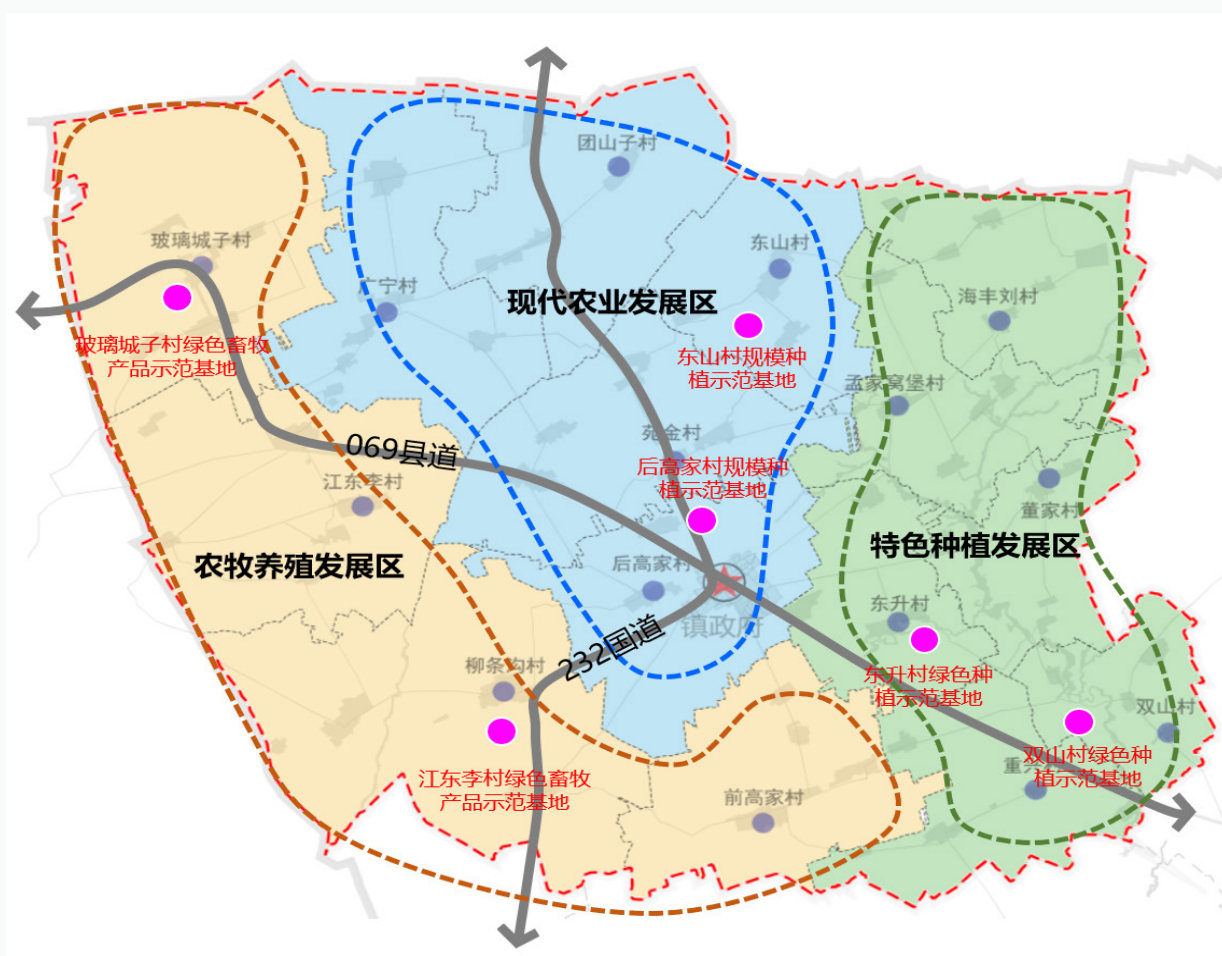 团山子村
玻璃城子村
东山村
广宁村
现代农业发展区
海丰刘村
玻璃城子村绿色畜牧
产品示范基地
东山村规模种
植示范基地
孟家窝堡村
苑金村
069县道
后高家村规模种
植示范基地
江东李村
董家村
特色种植发展区
农牧养殖发展区
后高家村
东升村
镇政府
232国道
柳条沟村
东升村绿色种
植示范基地
双山村
双山村绿色种
植示范基地
江东李村绿色畜牧
产品示范基地
前高家村